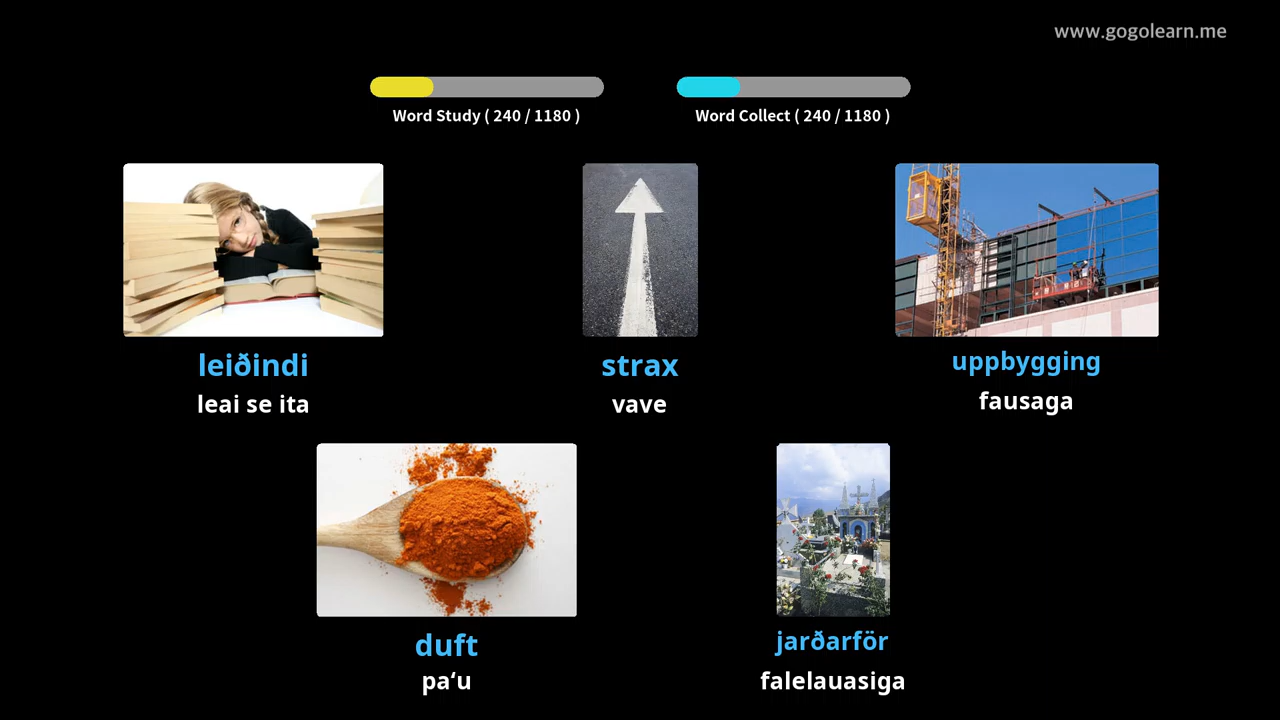 www.gogolearn.me
Word Study ( 240 / 1180 )
Word Collect ( 240 / 1180 )
leiðindi
leai se ita
strax
vave
uppbygging
fausaga
duft
paʻu
jarðarför
falelauasiga